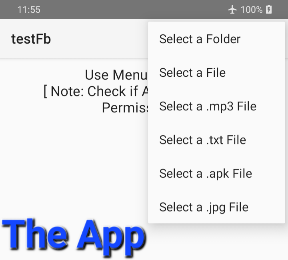 11:55
100%
testFb
Select a Folder
Select a File
Select a .mp3 File
Select a .txt File
Select a .apk File
Select a .jpg File
Use Menu
[ Note: Check if A
Permis
The App